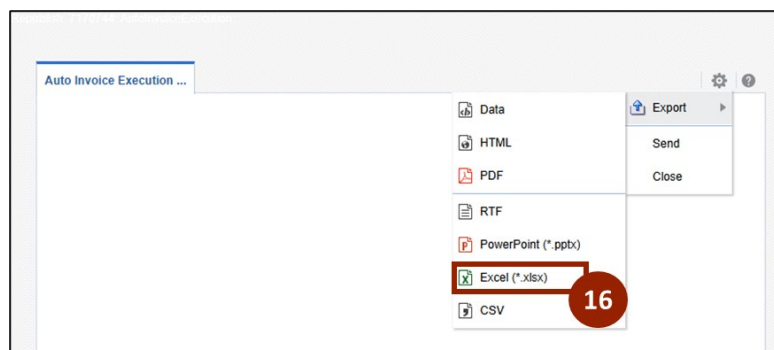 Auto Invoice Execution ...
Data
Export
HTML
Send
PDF
Close
RTF
PowerPoint (*.pptx)
Excel (*.xlsx)
16
CSV